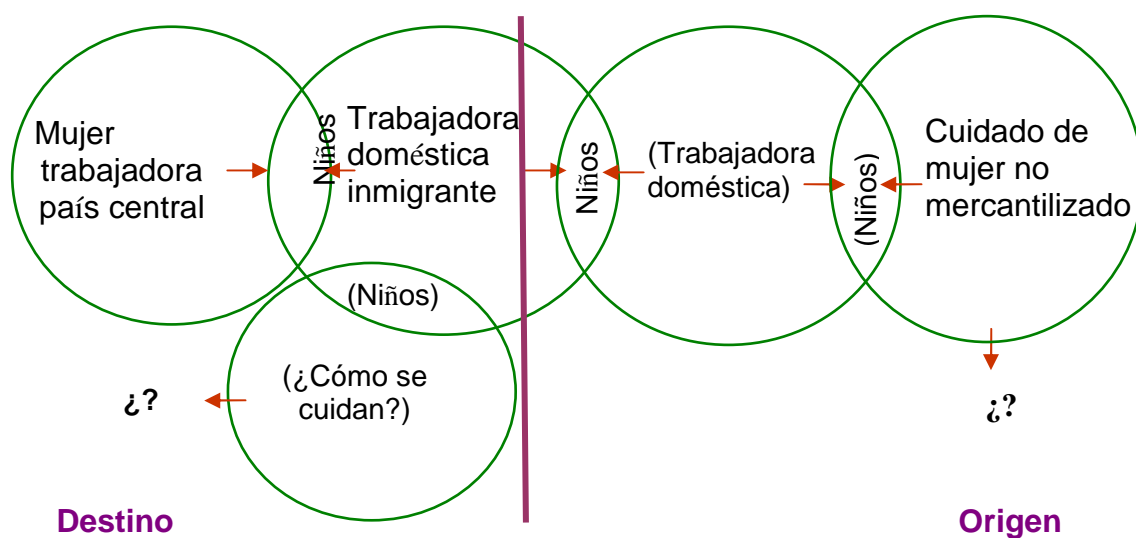 Mujer
trabajadora
país central
Niños
Trabajadora
doméstica
inmigrante
Niños
(Trabajadora
doméstica)
(Niños)
Cuidado de
mujer no
mercantilizado
(Niños)
(¿Cómo se
cuidan?)
¿?
¿?
Destino
Origen